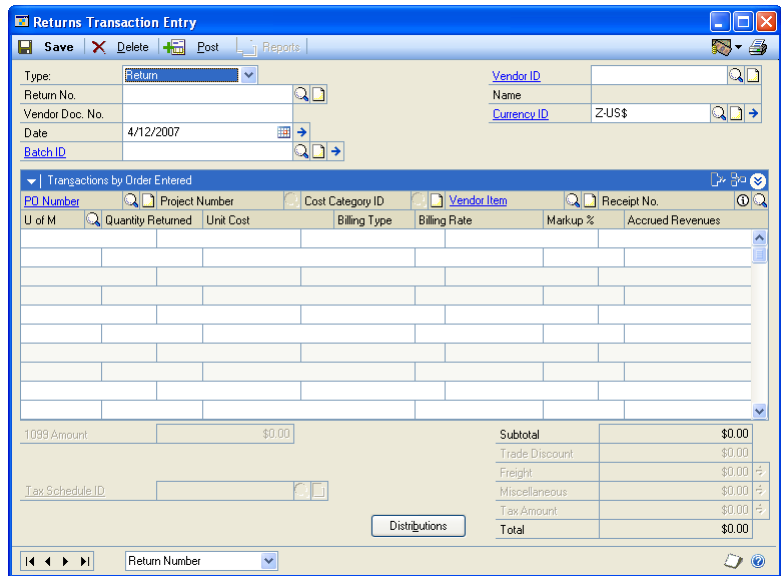 Returns Transaction Entry
Save Delete Post Reports
Type: Return Vendor ID
Return No. Name
Vendor Doc. No. Currency ID Z-US$
Date 4/12/2007
Batch ID
Transactions by Order Entered
PO Number Project Number Cost Category ID Vendor Item Receipt No.
U of M Quantity Returned Unit Cost Billing Type Billing Rate Markup % Accrued Revenues
1099 Amount $0.00 Subtotal $0.00
Trade Discount $0.00
Freight $0.00
Tax Schedule ID Miscellaneous $0.00
Tax Amount $0.00
Distributions Total $0.00
Return Number